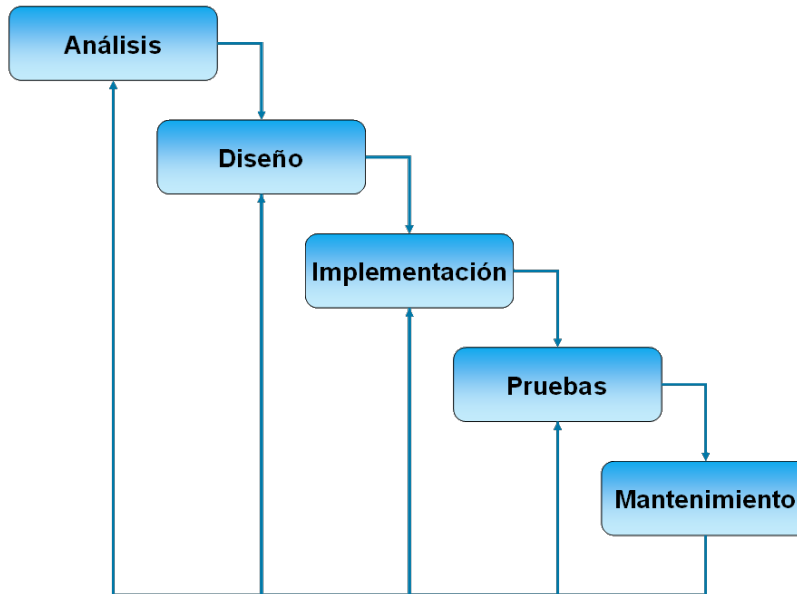 Análisis
Diseño
Implementación
Pruebas
Mantenimiento